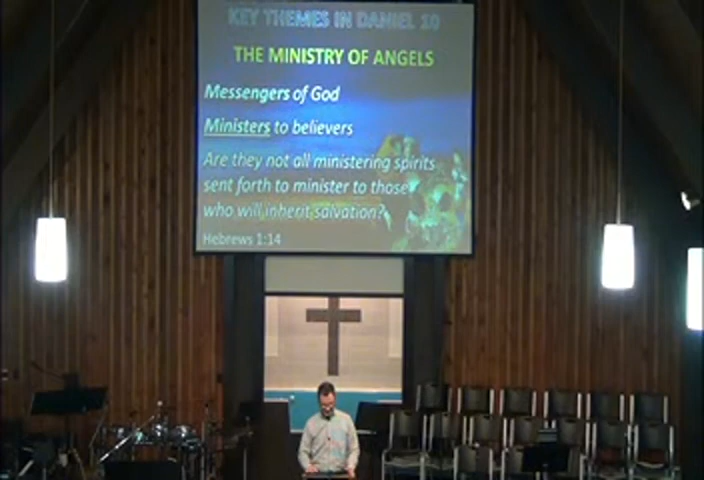 KEY THEMES IN DANIEL 10
THE MINISTRY OF ANGELS
Messengers of God
Ministers to believers
Are they not all ministering spirits
sent forth to minister to those
who will inherit salvation?
Hebrews 1:14